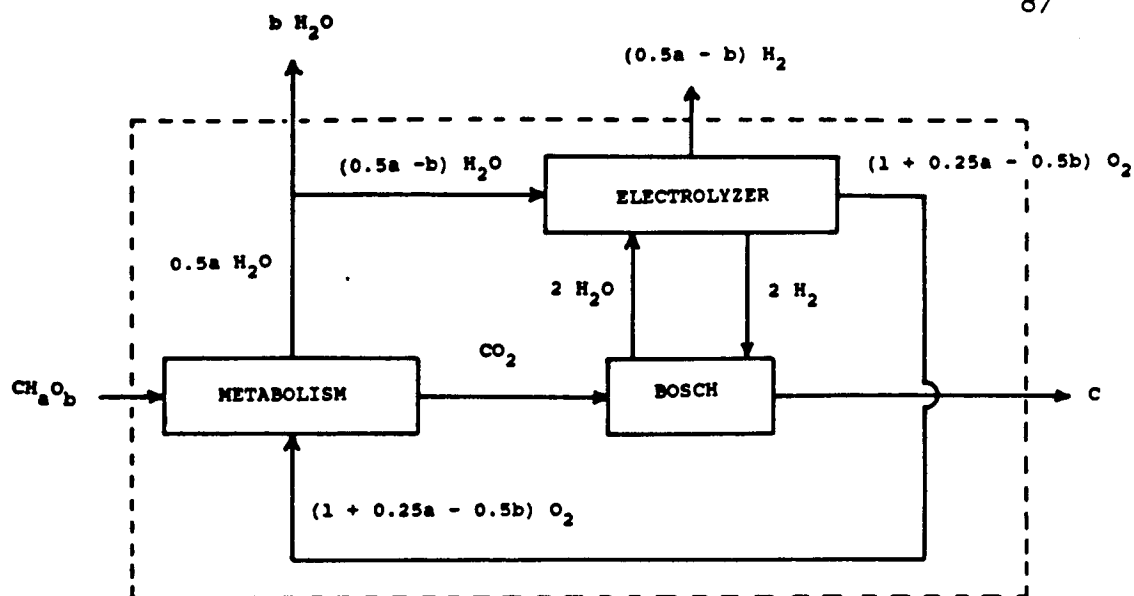 87
b H₂O
(0.5a - b) H₂
(0.5a -b) H₂O
(1 + 0.25a - 0.5b) O₂
ELECTROLYZER
0.5a H₂O
2 H₂O
2 H₂
CO₂
CHₐO_b
METABOLISM
BOSCH
C
(1 + 0.25a - 0.5b) O₂